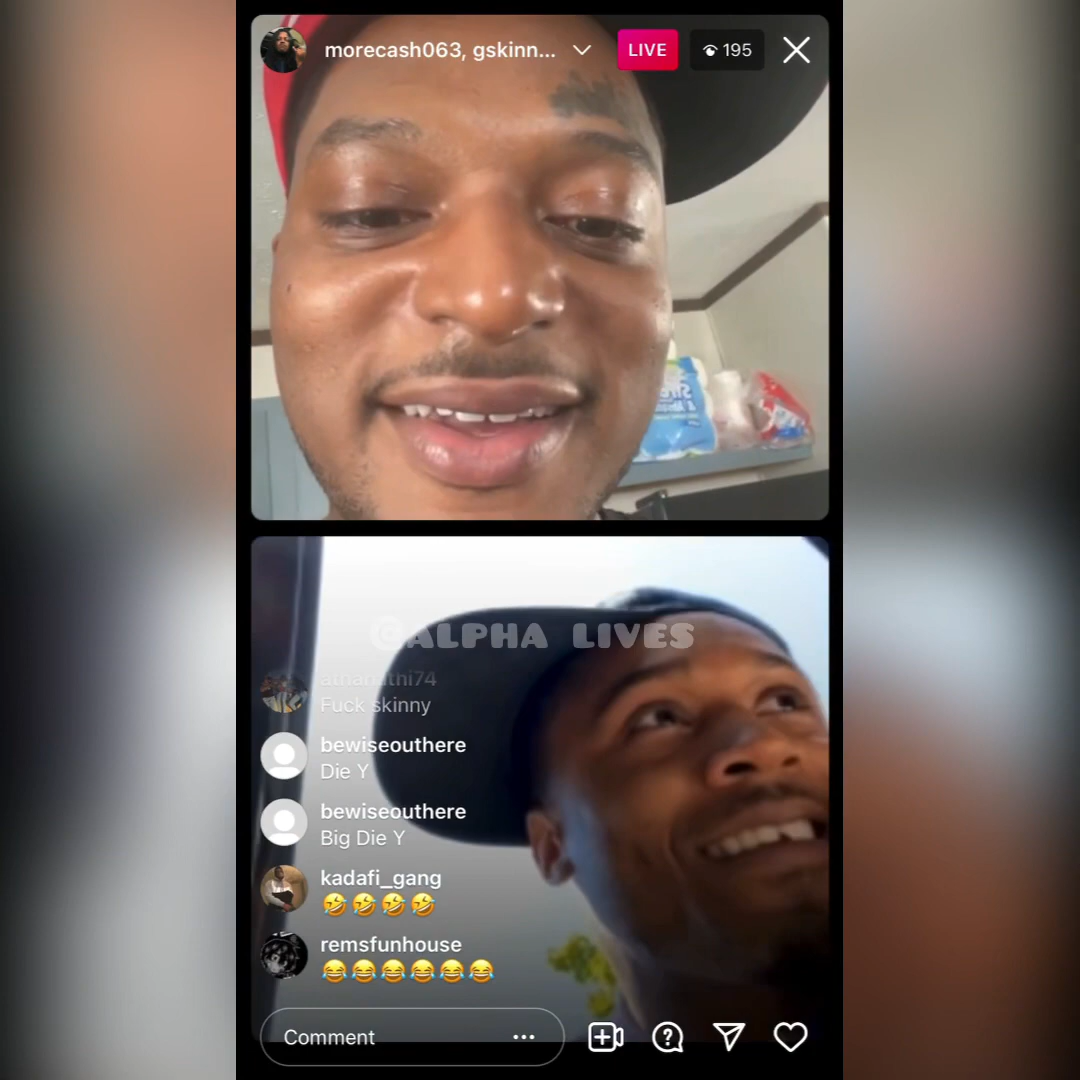 morecash063, gskinn...
LIVE
195
@ALPHA LIVES
Fuck skinny
bewiseouthere
Die Y
bewiseouthere
Big Die Y
kadafi_gang
🤣🤣🤣🤣
remsfunhouse
😂😂😂😂😂😂
Comment